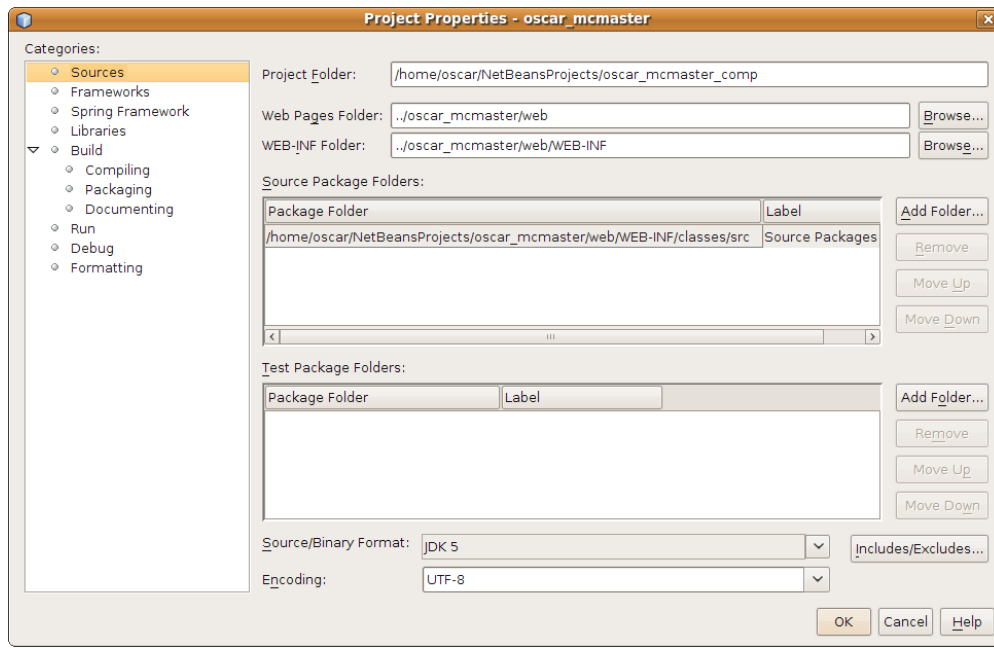 Project Properties - oscar_mcmaster
Categories:
Sources
Frameworks
Spring Framework
Libraries
Build
Compiling
Packaging
Documenting
Run
Debug
Formatting
Project Folder: /home/oscar/NetBeansProjects/oscar_mcmaster_comp
Web Pages Folder: ../oscar_mcmaster/web Browse...
WEB-INF Folder: ../oscar_mcmaster/web/WEB-INF Browse...
Source Package Folders:
Package Folder Label Add Folder...
/home/oscar/NetBeansProjects/oscar_mcmaster/web/WEB-INF/classes/src Source Packages
Remove
Move Up
Move Down
Test Package Folders:
Package Folder Label Add Folder...
Remove
Move Up
Move Down
Source/Binary Format: JDK 5 Includes/Excludes...
Encoding: UTF-8
OK Cancel Help